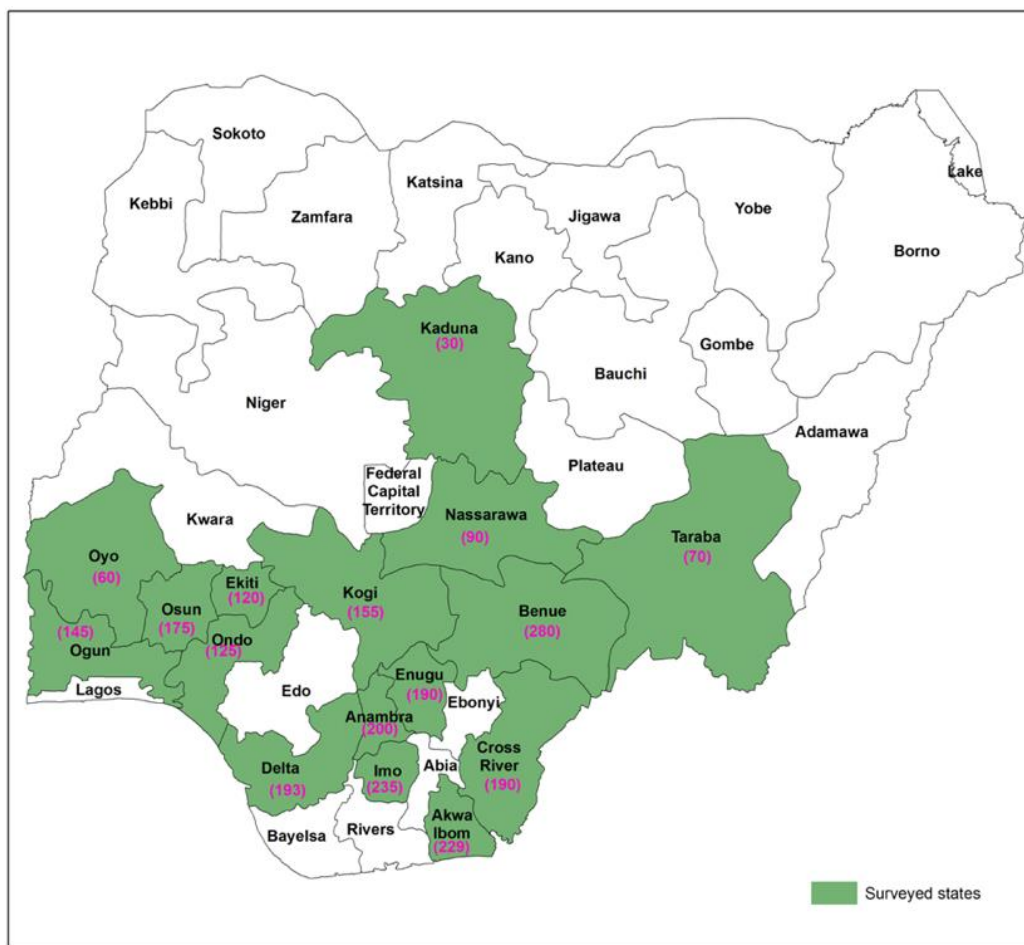 Sokoto
Katsina
Lake
Kebbi
Zamfara
Jigawa
Yobe
Kano
Borno
Kaduna
(30)
Gombe
Bauchi
Niger
Adamawa
Federal
Capital
Territory
Plateau
Kwara
Nassarawa
(90)
Taraba
(70)
Oyo
(60)
Ekiti
(120)
Kogi
(155)
Osun
(175)
Benue
(280)
(145)
Ogun
Ondo
(125)
Enugu
(190)
Lagos
Edo
Ebonyi
Anambra
(200)
Cross
River
(190)
Delta
(193)
Imo
(235)
Abia
Akwa
Ibom
(229)
Bayelsa
Rivers
Surveyed states